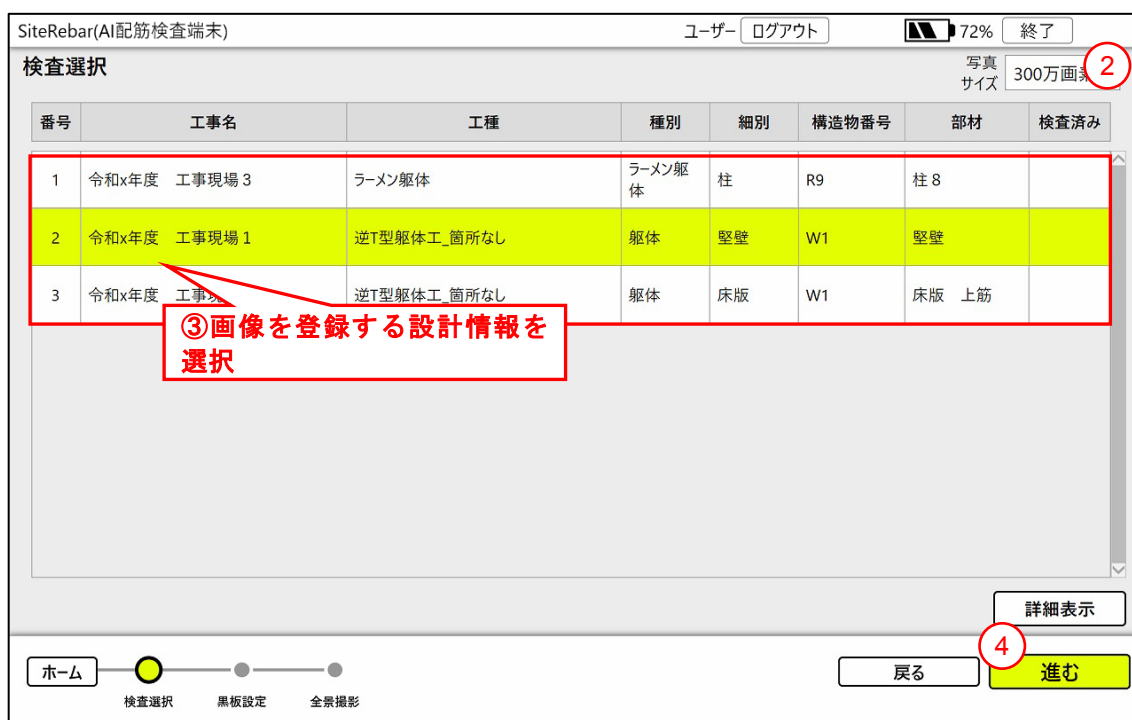 SiteRebar(AI配筋検査端末) ユーザー ログアウト 72% 終了
検査選択 写真サイズ 300万画 ②
番号 工事名 工種 種別 細別 構造物番号 部材 検査済み
1 令和x年度 工事現場3 ラーメン躯体 ラーメン躯体 柱 R9 柱8
2 令和x年度 工事現場1 逆T型躯体工_箇所なし 躯体 堅壁 W1 堅壁
3 令和x年度 工事 逆T型躯体工_箇所なし 躯体 床版 W1 床版 上筋
③画像を登録する設計情報を
選択
詳細表示
④
ホーム 戻る 進む
検査選択 黒板設定 全景撮影